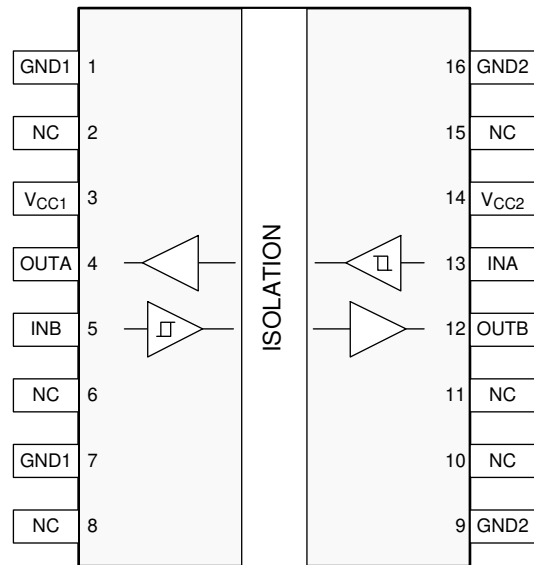 GND1 1 16 GND2
NC 2 15 NC
VCC1 3 14 VCC2
OUTA 4 13 INA
INB 5 12 OUTB
NC 6 11 NC
GND1 7 10 NC
NC 8 9 GND2
ISOLATION